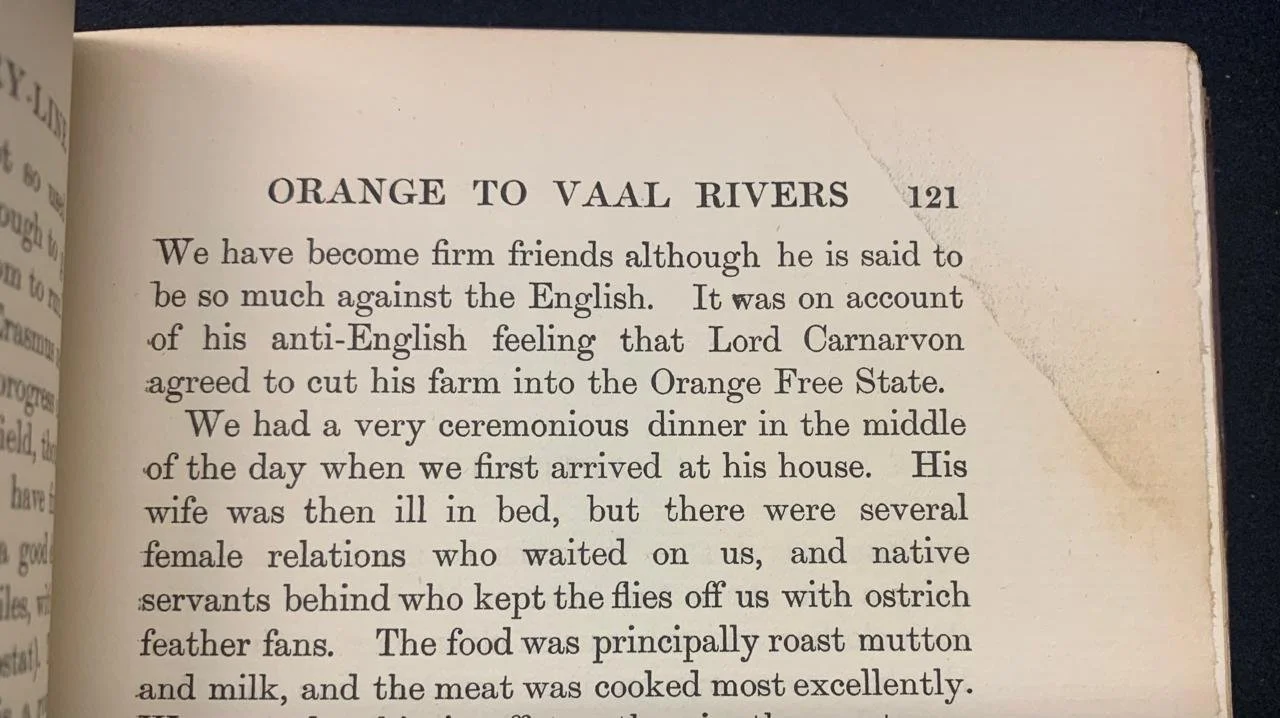 ORANGE TO VAAL RIVERS 121
We have become firm friends although he is said to
be so much against the English. It was on account
of his anti-English feeling that Lord Carnarvon
agreed to cut his farm into the Orange Free State.
We had a very ceremonious dinner in the middle
of the day when we first arrived at his house. His
wife was then ill in bed, but there were several
female relations who waited on us, and native
servants behind who kept the flies off us with ostrich
feather fans. The food was principally roast mutton
and milk, and the meat was cooked most excellently.